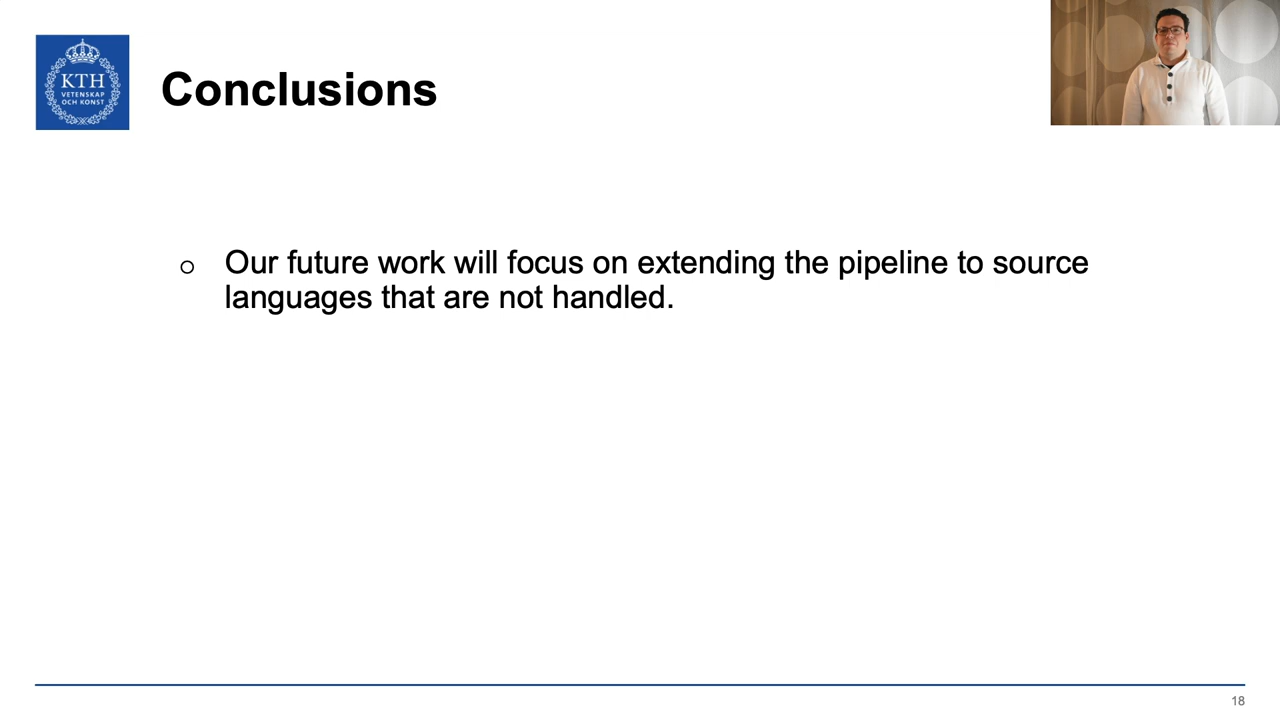 KTH
VETENSKAP
OCH KONST
Conclusions
Our future work will focus on extending the pipeline to source
languages that are not handled.
18